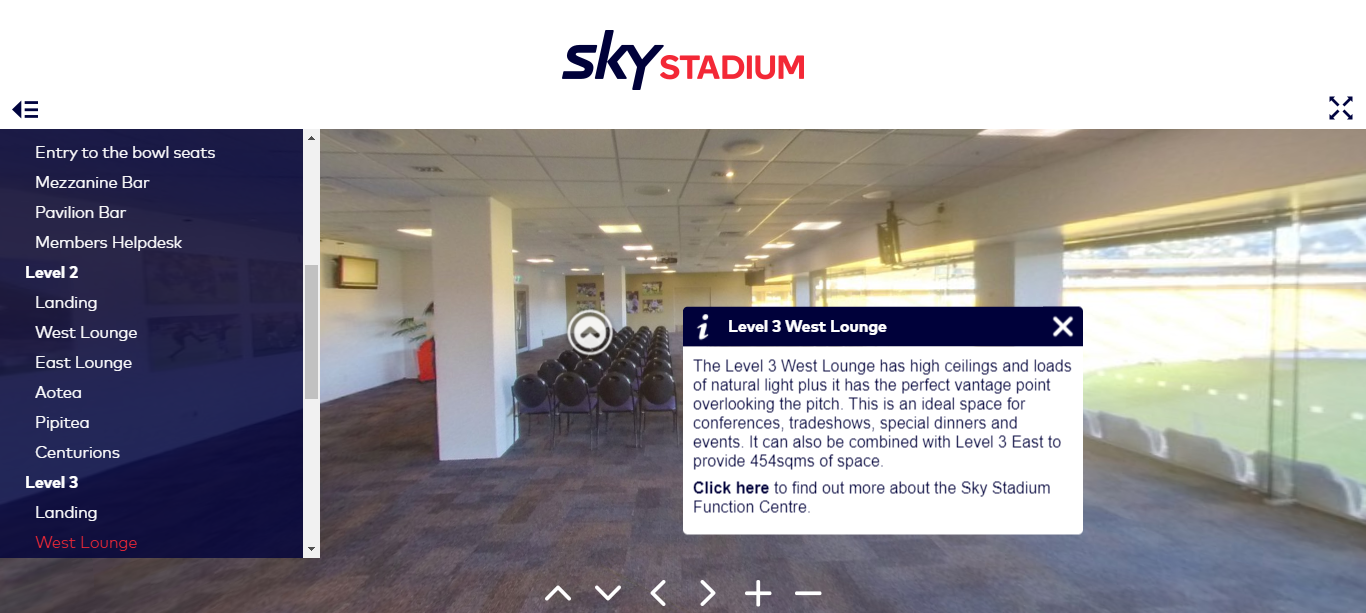 sky STADIUM
Entry to the bowl seats
Mezzanine Bar
Pavilion Bar
Members Helpdesk
Level 2
Landing
West Lounge
East Lounge
Aotea
Pipitea
Centurions
Level 3
Landing
West Lounge
i Level 3 West Lounge
The Level 3 West Lounge has high ceilings and loads
of natural light plus it has the perfect vantage point
overlooking the pitch. This is an ideal space for
conferences, tradeshows, special dinners and
events. It can also be combined with Level 3 East to
provide 454sqms of space.
Click here to find out more about the Sky Stadium
Function Centre.